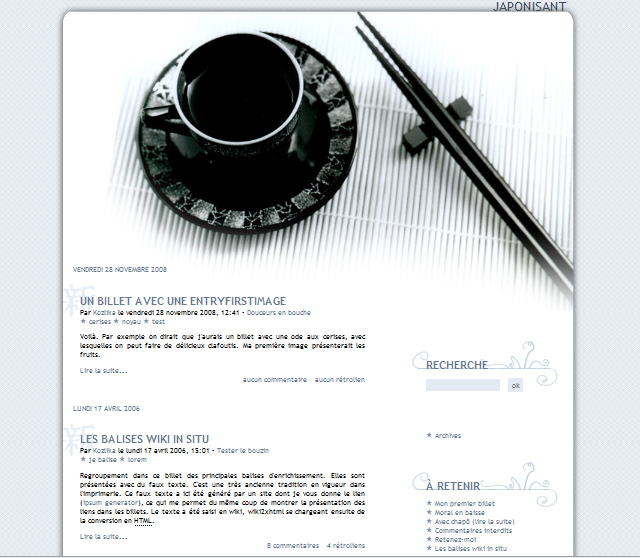 JAPONISANT
VENDREDI 28 NOVEMBRE 2008
新
UN BILLET AVEC UNE ENTRYFIRSTIMAGE
Par Kozlika le vendredi 28 novembre 2008, 12:41 - Douceurs en bouche
★ cerises ★ noyau ★ test
Voilà. Par exemple on dirait que j'aurais un billet avec une ode aux cerises, avec
lesquelles on peut faire de délicieux clafoutis. Ma première image présenterait les
fruits.
Lire la suite...
aucun commentaire aucun rétrolien
LUNDI 17 AVRIL 2006
新
LES BALISES WIKI IN SITU
Par Kozlika le lundi 17 avril 2006, 15:01 - Tester le bouzin
★ je balise ★ lorem
Regroupement dans ce billet des principales balises d'enrichissement. Elles sont
présentées avec du faux texte. C'est une très ancienne tradition en vigueur dans
l'imprimerie. Ce faux texte a ici été généré par un site dont je vous donne le lien
(ipsum generator), ce qui me permet du même coup de montrer la présentation des
liens dans les billets. Le texte a été saisi en wiki, wiki2xhtml se chargeant ensuite de
la conversion en HTML.
Lire la suite...
8 commentaires 4 rétroliens
RECHERCHE
ok
★ Archives
À RETENIR
★ Mon premier billet
★ Moral en baisse
★ Avec chapô (lire la suite)
★ Commentaires interdits
★ Retenez-moi
★ Les balises wiki in situ